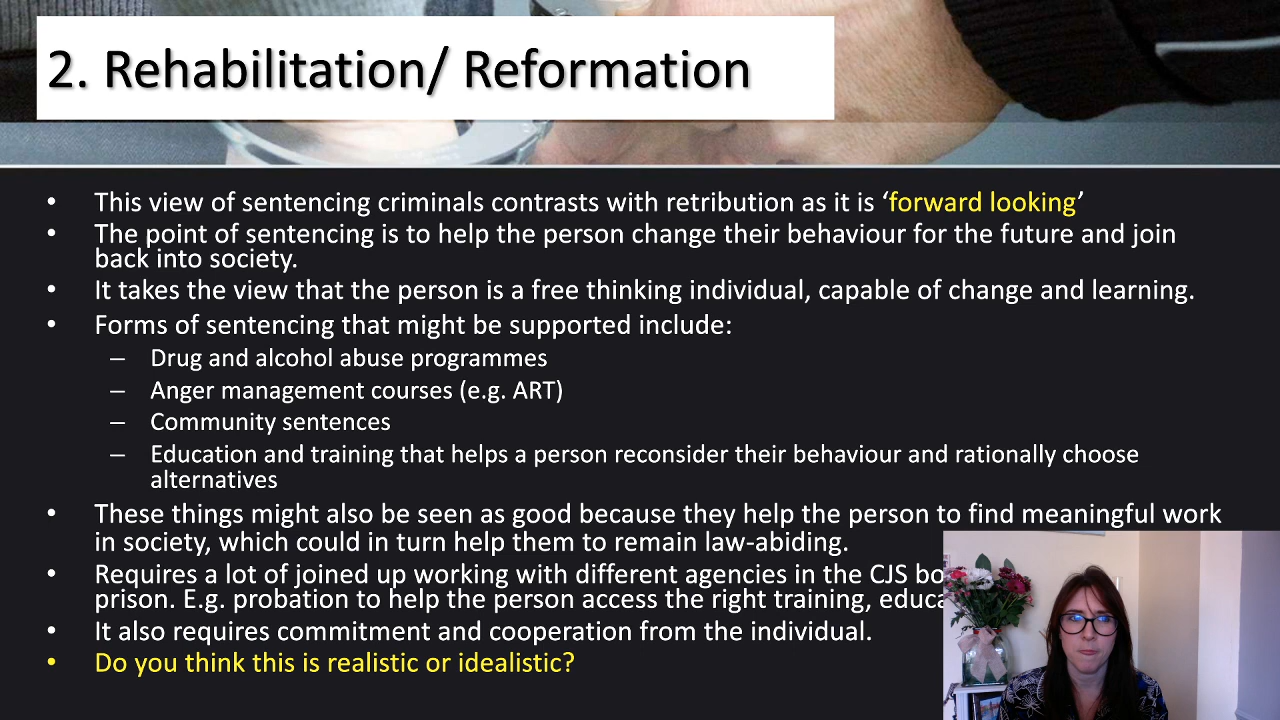 2. Rehabilitation/ Reformation
• This view of sentencing criminals contrasts with retribution as it is ‘forward looking’
• The point of sentencing is to help the person change their behaviour for the future and join
back into society.
• It takes the view that the person is a free thinking individual, capable of change and learning.
• Forms of sentencing that might be supported include:
– Drug and alcohol abuse programmes
– Anger management courses (e.g. ART)
– Community sentences
– Education and training that helps a person reconsider their behaviour and rationally choose
alternatives
• These things might also be seen as good because they help the person to find meaningful work
in society, which could in turn help them to remain law-abiding.
• Requires a lot of joined up working with different agencies in the CJS
prison. E.g. probation to help the person access the right training,
• It also requires commitment and cooperation from the individual.
• Do you think this is realistic or idealistic?